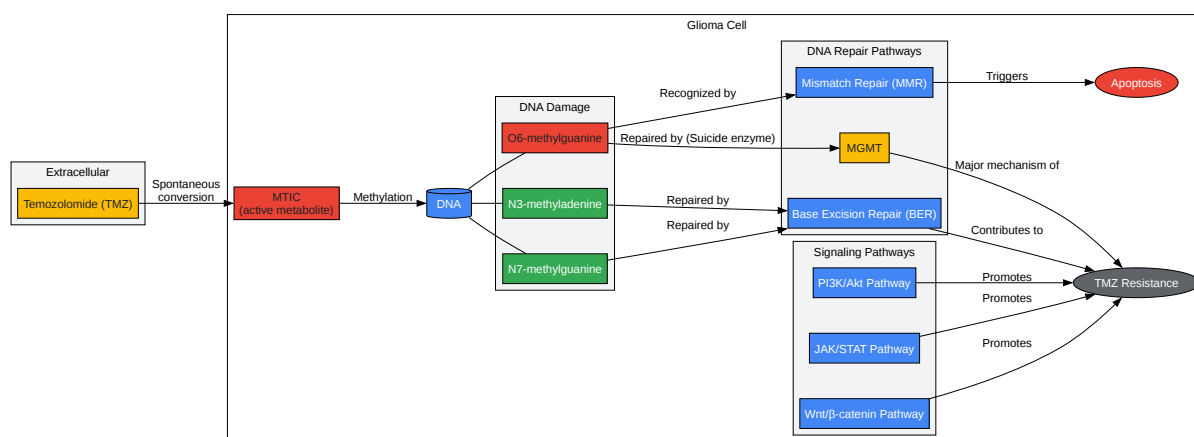 Glioma Cell
DNA Repair Pathways
Mismatch Repair (MMR)
Triggers
Apoptosis
Recognized by
DNA Damage
O6-methylguanine
Repaired by (Suicide enzyme)
MGMT
Major mechanism of
Extracellular
Temozolomide (TMZ)
Spontaneous
conversion
MTIC
(active metabolite)
Methylation
DNA
N3-methyladenine
Repaired by
Base Excision Repair (BER)
Contributes to
Repaired by
N7-methylguanine
Signaling Pathways
PI3K/Akt Pathway
Promotes
TMZ Resistance
Promotes
JAK/STAT Pathway
Promotes
Wnt/β-catenin Pathway